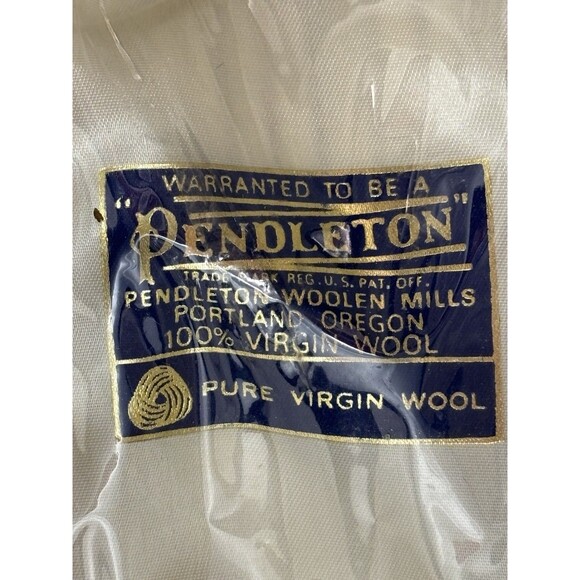 WARRANTED TO BE A
"PENDLETON"
TRADE MARK REG. U.S. PAT. OFF.
PENDLETON WOOLEN MILLS
PORTLAND, OREGON
100% VIRGIN WOOL
PURE VIRGIN WOOL